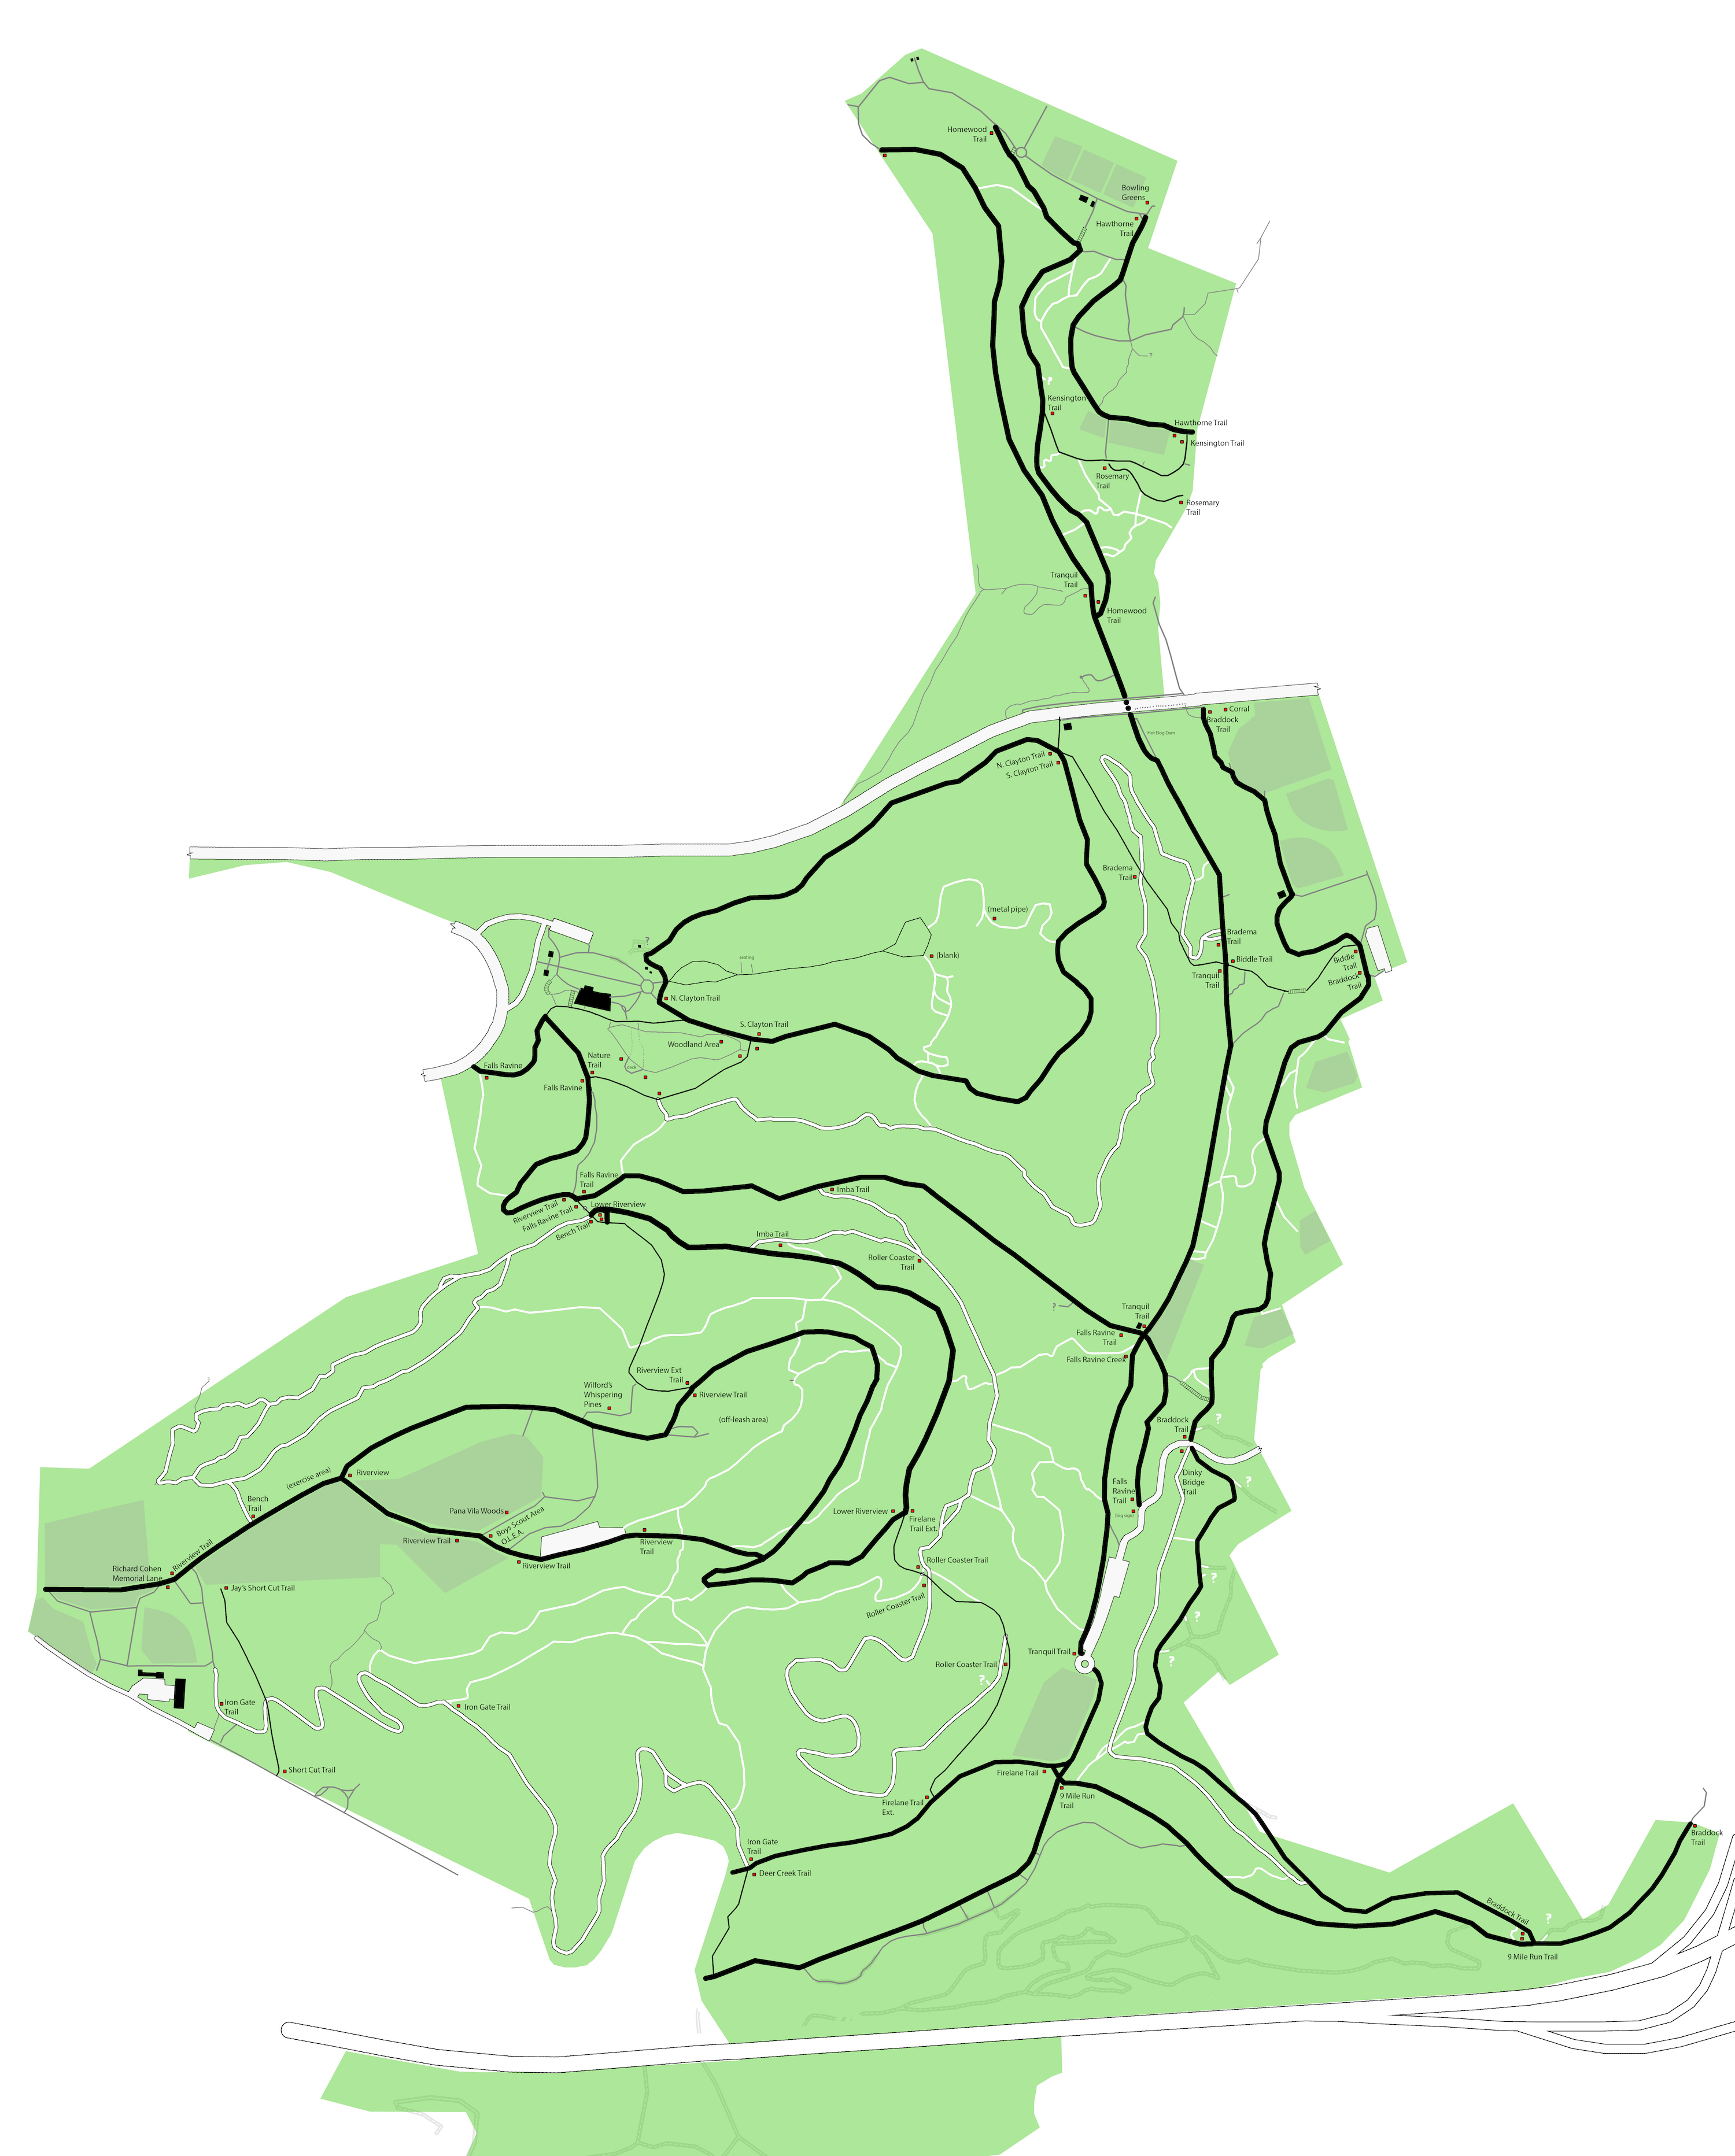 Homewood
Trail
Bowling
Greens
Hawthorne
Trail
?
?
Kensington
Trail
Hawthorne Trail
Kensington Trail
Rosemary
Trail
Rosemary
Trail
Tranquil
Trail
Homewood
Trail
Corral
Braddock
Trail
Hot Dog Dam
N. Clayton Trail
S. Clayton Trail
Bradema
Trail
(metal pipe)
Bradema
Trail
?
(blank)
Biddle Trail
Biddle
Trail
Braddock
Trail
Tranquil
Trail
N. Clayton Trail
S. Clayton Trail
Woodland Area
Nature
Trail
deck
Falls Ravine
Falls Ravine
Falls Ravine
Trail
Imba Trail
Riverview Trail
Falls Ravine Trail
Lower Riverview
Bench Trail
Imba Trail
Roller Coaster
Trail
?
Tranquil
Trail
Falls Ravine
Trail
Falls Ravine Creek
Riverview Ext
Trail
Riverview Trail
Wilford's
Whispering
Pines
(off-leash area)
Braddock
Trail
?
Riverview
(exercise area)
Dinky
Bridge
Trail
?
Falls
Ravine
Trail
Bench
Trail
Pana Vila Woods
Boys Scout Area
O.L.E.A.
Lower Riverview
Firelane
Trail Ext.
Riverview Trail
Riverview
Trail
Riverview Trail
Riverview Trail
Roller Coaster Trail
Richard Cohen
Memorial Lane
?
Jay's Short Cut Trail
Roller Coaster Trail
?
Tranquil Trail
?
Roller Coaster Trail
?
Iron Gate
Trail
Iron Gate Trail
Short Cut Trail
Firelane Trail
9 Mile Run
Trail
Firelane Trail
Ext.
Braddock
Trail
Iron Gate
Trail
Deer Creek Trail
Braddock Trail
?
9 Mile Run Trail